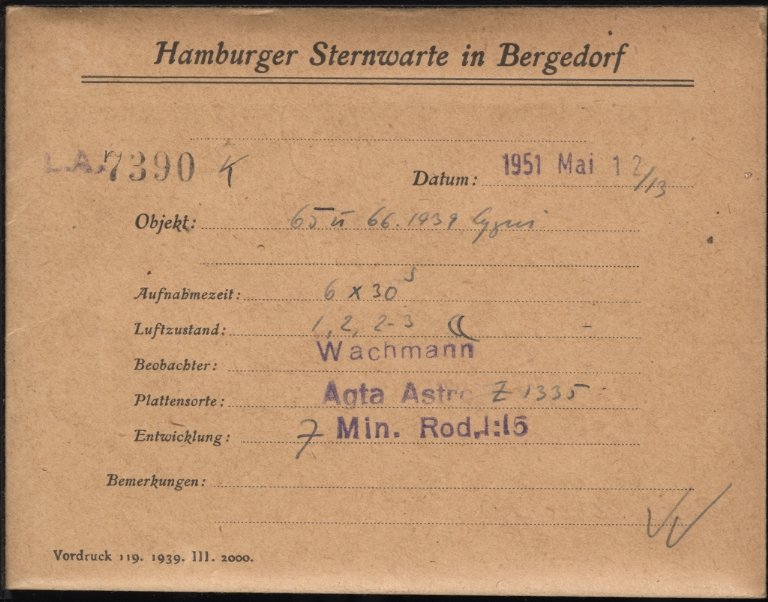 Hamburger Sternwarte in Bergedorf
L.A. 7390 K
Datum: 1951 Mai 12/13
Objekt: 65 u 66.1939 Cygni
Aufnahmezeit: 6 x 30s
Luftzustand: 1, 2, 2-3 -
Beobachter: Wachmann
Plattensorte: Agfa Astro Z 1335
Entwicklung: 7 Min. Rod. 1:15
Bemerkungen:
Vordruck 119. 1939. III. 2000.